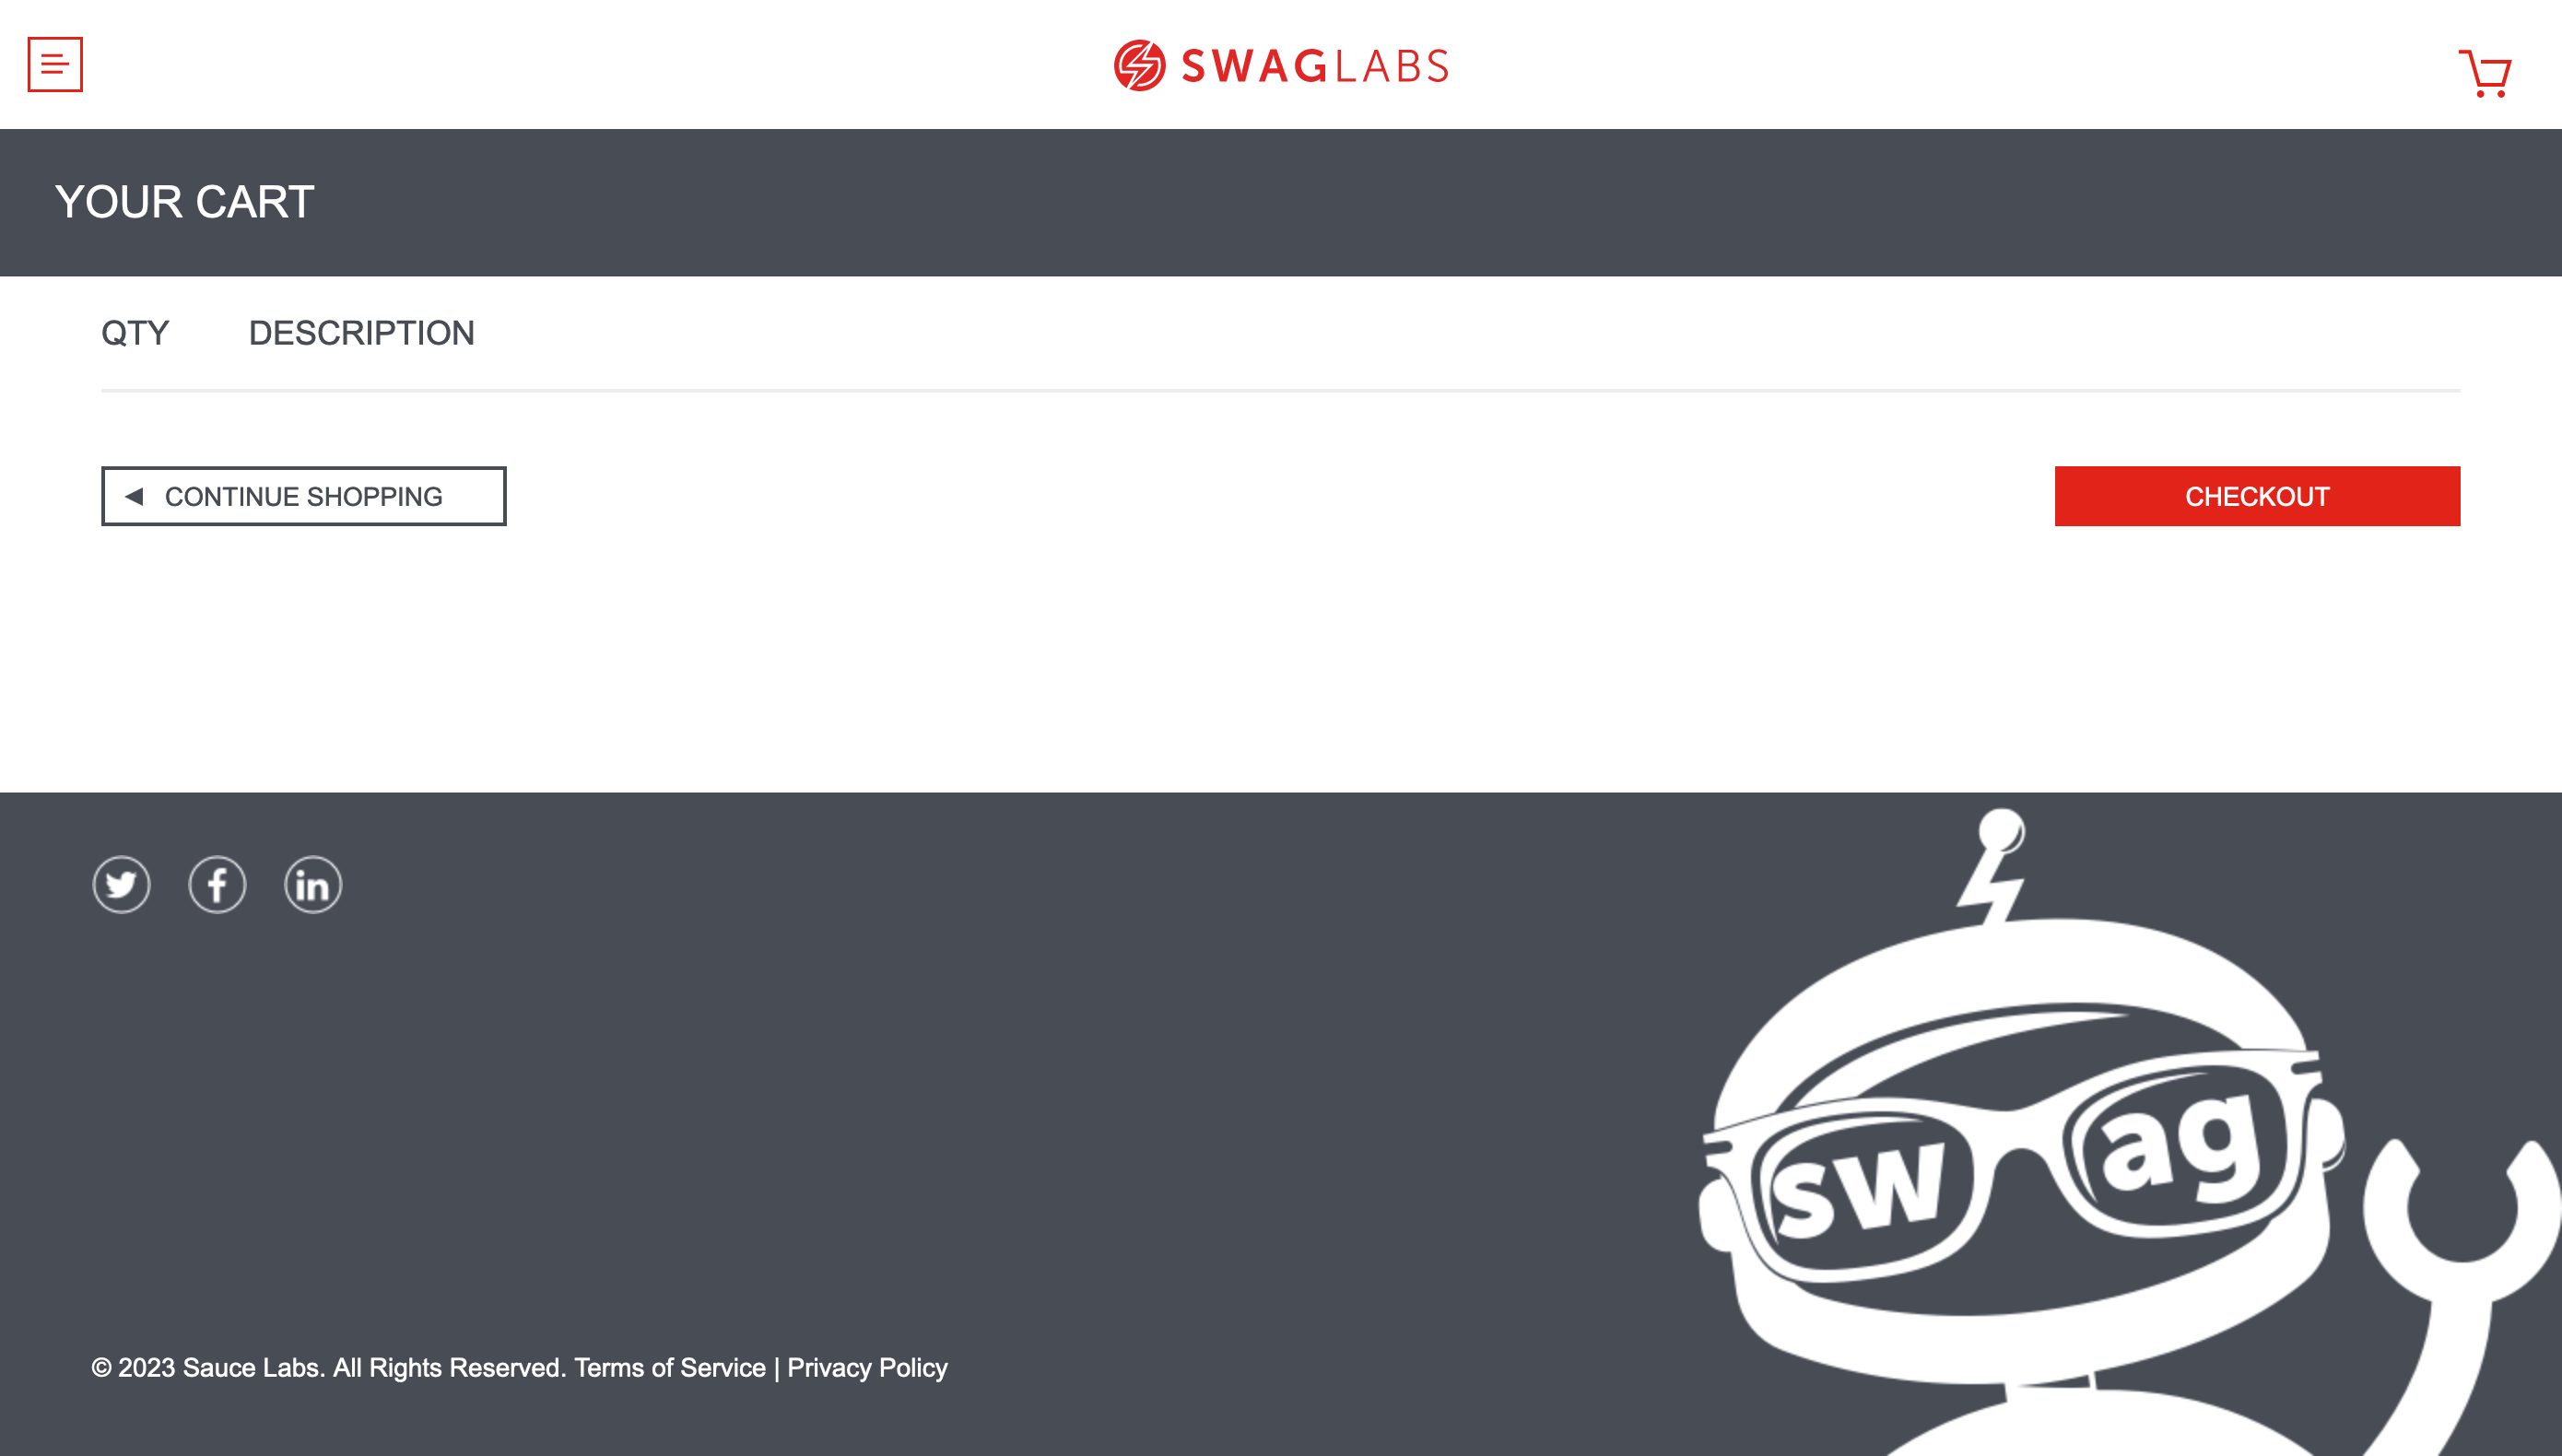 SWAGLABS
YOUR CART
QTY DESCRIPTION
CONTINUE SHOPPING CHECKOUT
sw ag
© 2023 Sauce Labs. All Rights Reserved. Terms of Service | Privacy Policy